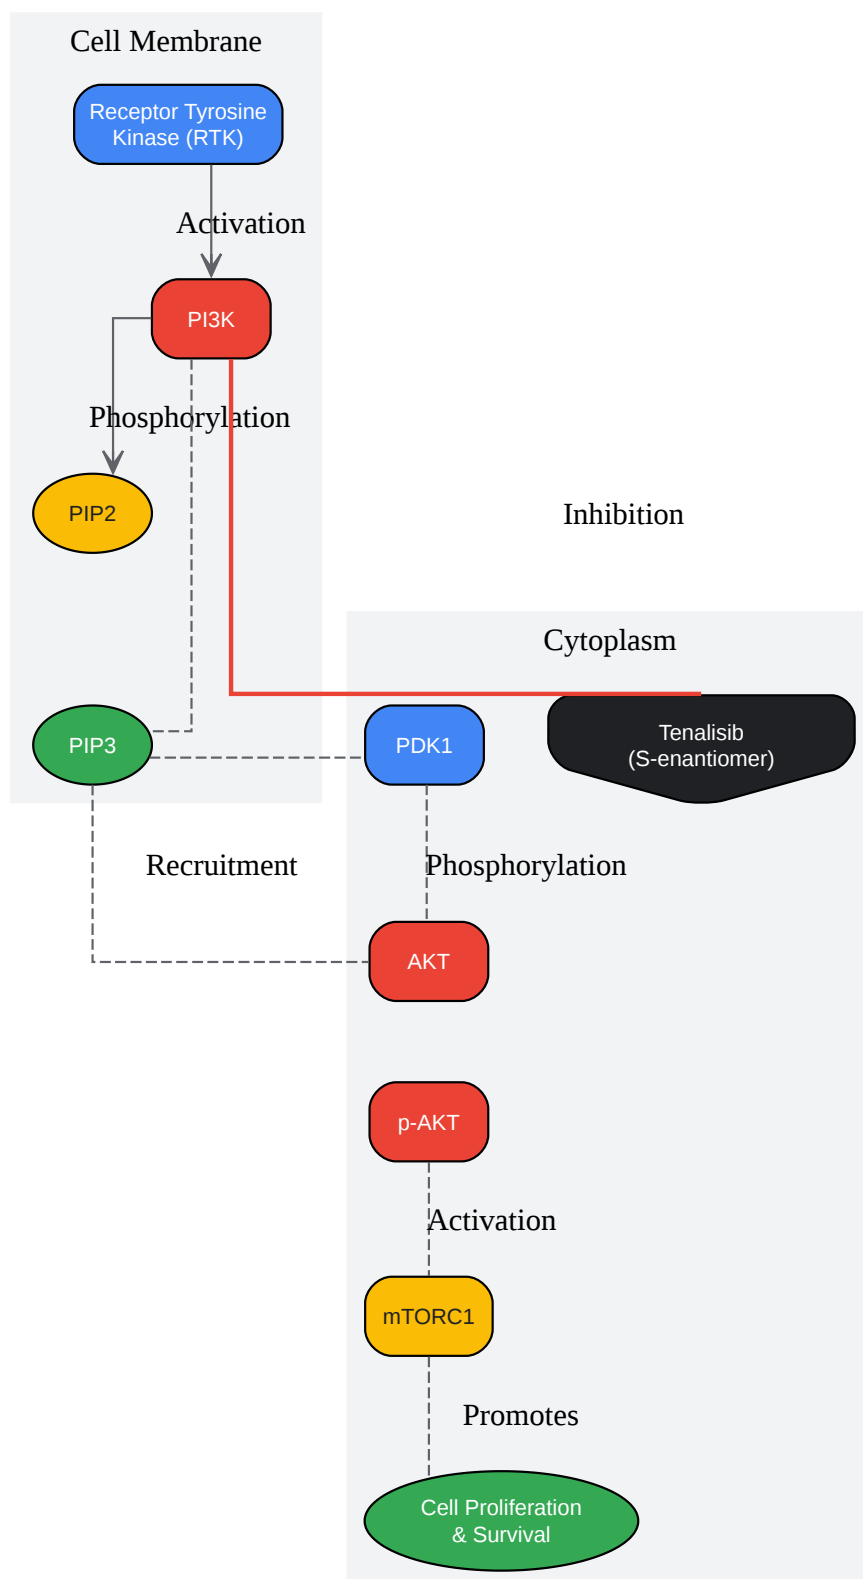 Cell Membrane
Receptor Tyrosine
Kinase (RTK)
Activation
PI3K
Phosphorylation
PIP2
Inhibition
Cytoplasm
PIP3
PDK1
Tenalisib
(S-enantiomer)
Recruitment
Phosphorylation
AKT
p-AKT
Activation
mTORC1
Promotes
Cell Proliferation
& Survival